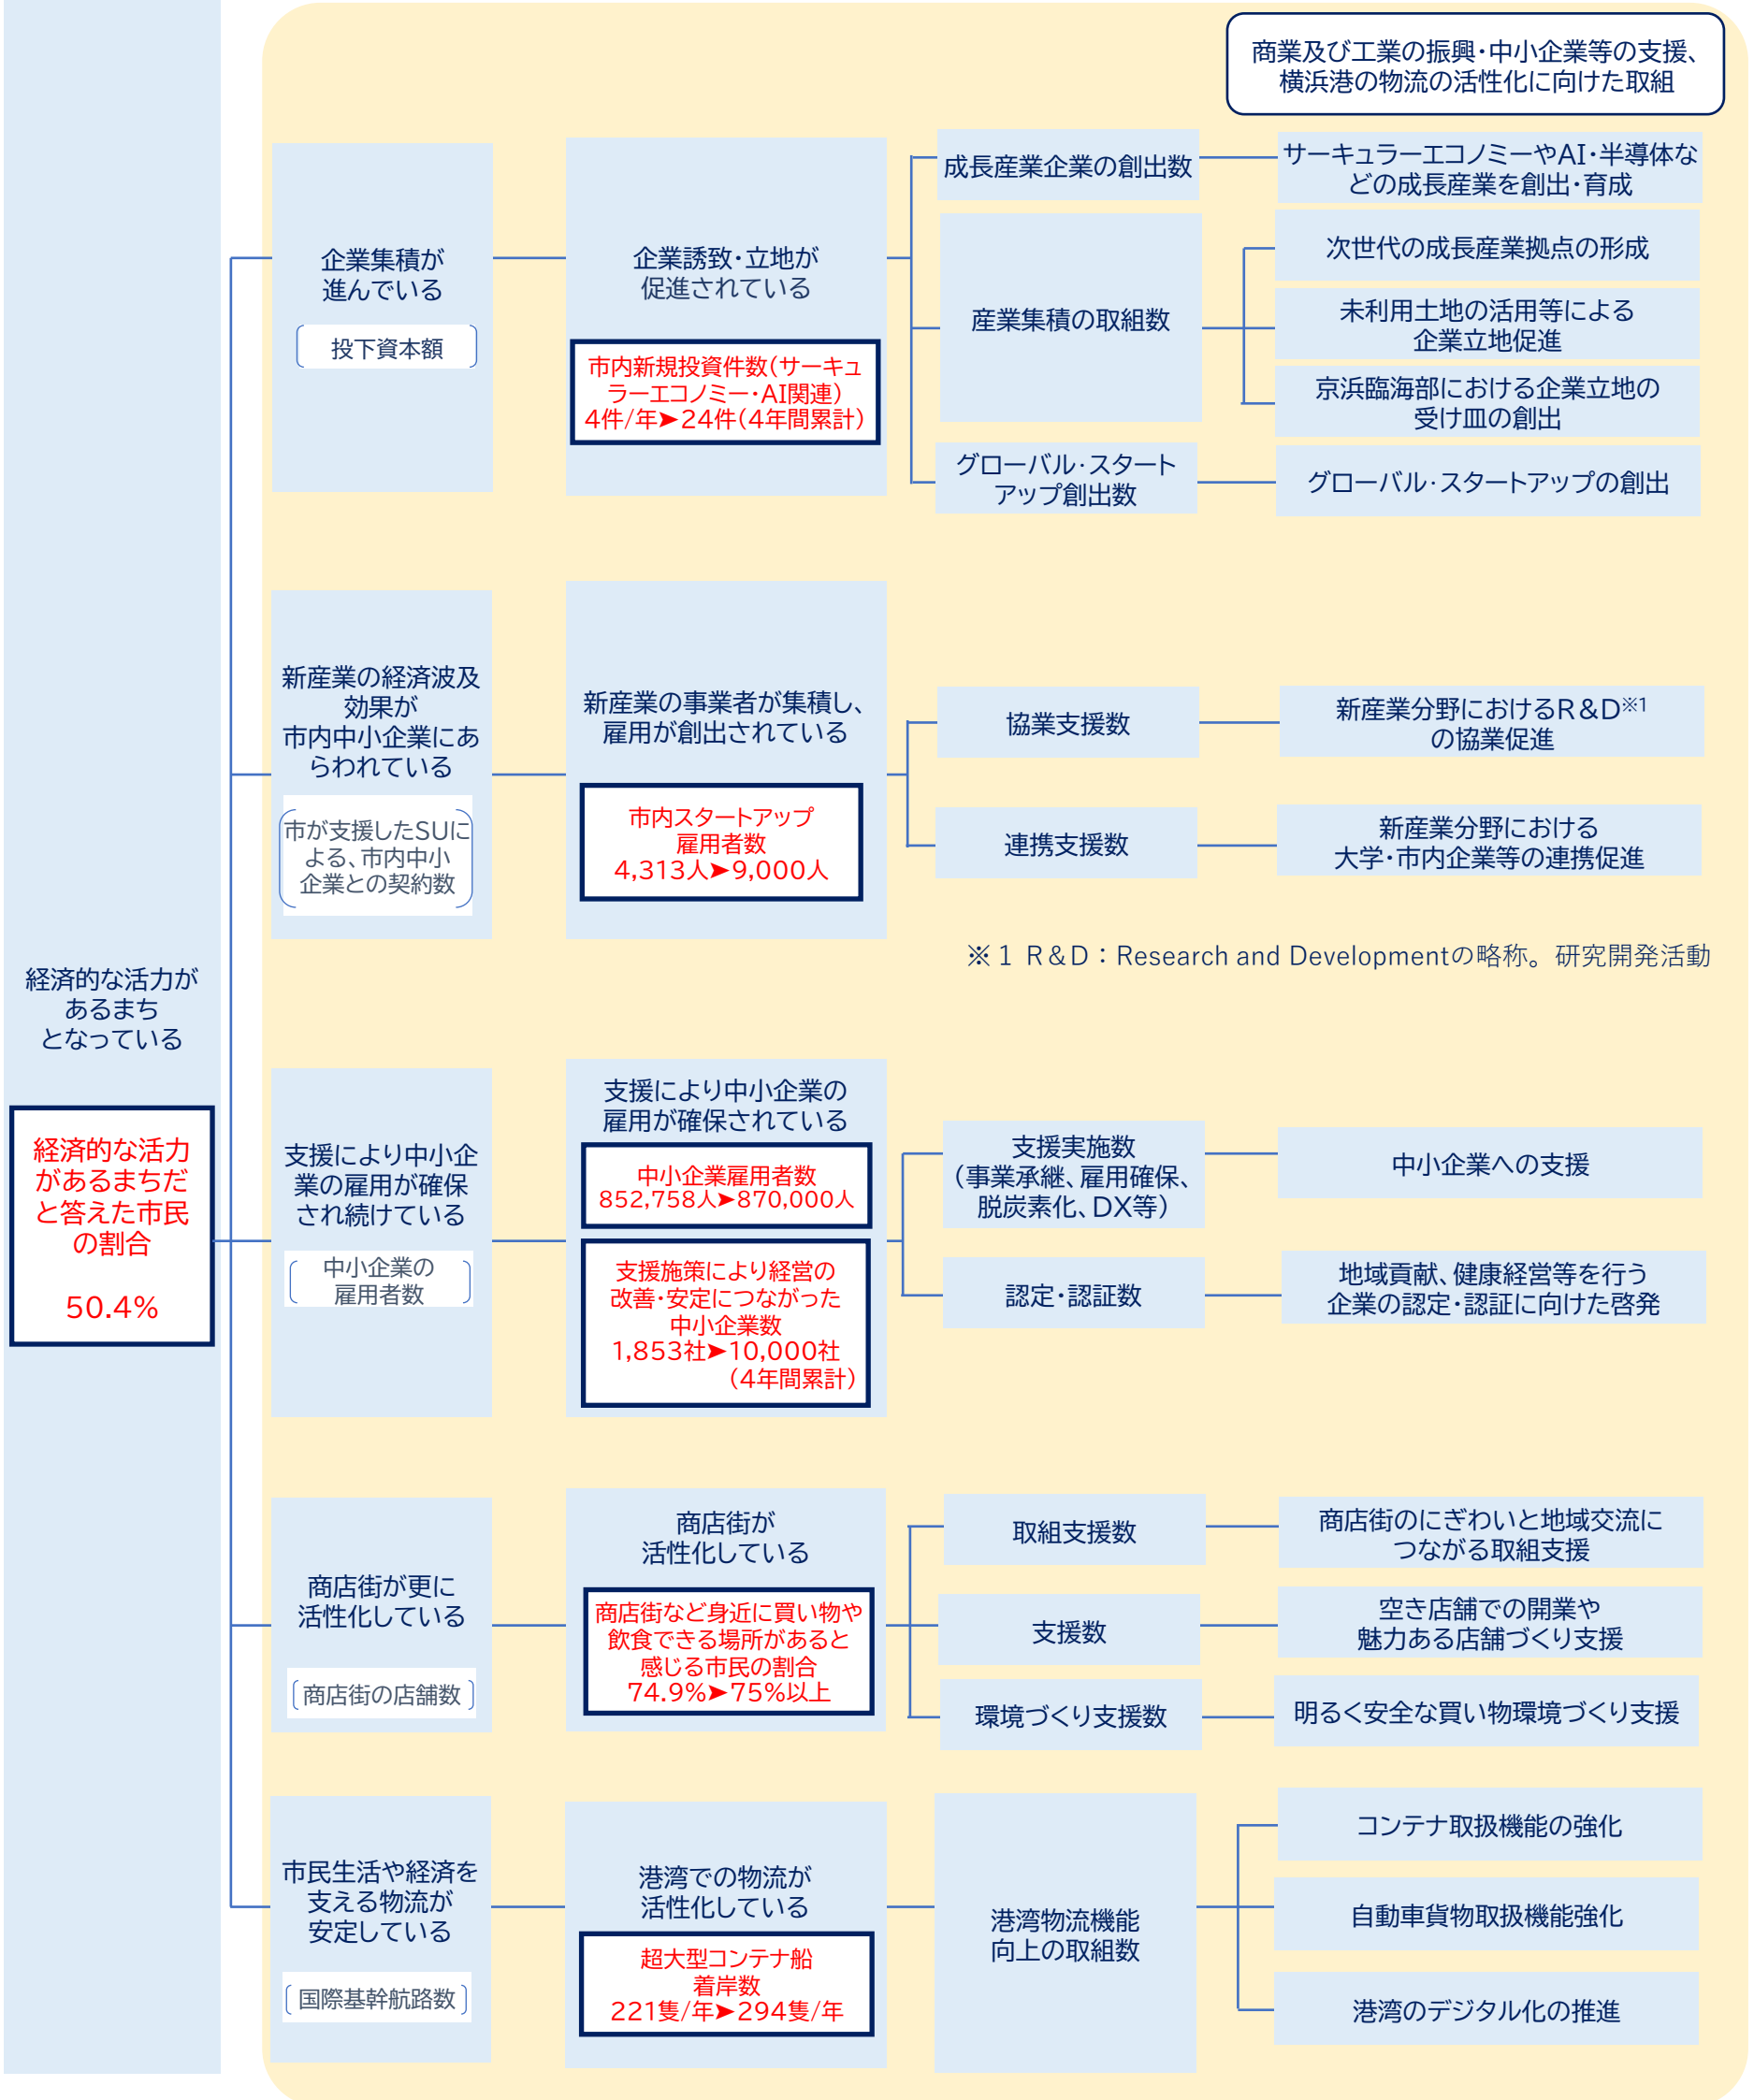 商業及び工業の振興・中小企業等の支援、
横浜港の物流の活性化に向けた取組
経済的な活力が
あるまち
となっている
経済的な活力
があるまちだ
と答えた市民
の割合
50.4%
企業集積が
進んでいる
投下資本額
企業誘致・立地が
促進されている
市内新規投資件数(サーキュ
ラーエコノミー・AI関連)
4件/年➤24件(4年間累計)
成長産業企業の創出数
サーキュラーエコノミーやAI・半導体な
どの成長産業を創出・育成
産業集積の取組数
次世代の成長産業拠点の形成
未利用土地の活用等による
企業立地促進
京浜臨海部における企業立地の
受け皿の創出
グローバル・スタート
アップ創出数
グローバル・スタートアップの創出
新産業の経済波及
効果が
市内中小企業にあ
らわれている
市が支援したSUに
よる、市内中小
企業との契約数
新産業の事業者が集積し、
雇用が創出されている
市内スタートアップ
雇用者数
4,313人➤9,000人
協業支援数
新産業分野におけるR&D※1
の協業促進
連携支援数
新産業分野における
大学・市内企業等の連携促進
※1 R&D：Research and Developmentの略称。研究開発活動
支援により中小企
業の雇用が確保
され続けている
中小企業の
雇用者数
支援により中小企業の
雇用が確保されている
中小企業雇用者数
852,758人➤870,000人
支援施策により経営の
改善・安定につながった
中小企業数
1,853社➤10,000社
(4年間累計)
支援実施数
(事業承継、雇用確保、
脱炭素化、DX等)
中小企業への支援
認定・認証数
地域貢献、健康経営等を行う
企業の認定・認証に向けた啓発
商店街が更に
活性化している
商店街の店舗数
商店街が
活性化している
商店街など身近に買い物や
飲食できる場所があると
感じる市民の割合
74.9%➤75%以上
取組支援数
商店街のにぎわいと地域交流に
つながる取組支援
支援数
空き店舗での開業や
魅力ある店舗づくり支援
環境づくり支援数
明るく安全な買い物環境づくり支援
市民生活や経済を
支える物流が
安定している
国際基幹航路数
港湾での物流が
活性化している
超大型コンテナ船
着岸数
221隻/年➤294隻/年
港湾物流機能
向上の取組数
コンテナ取扱機能の強化
自動車貨物取扱機能強化
港湾のデジタル化の推進